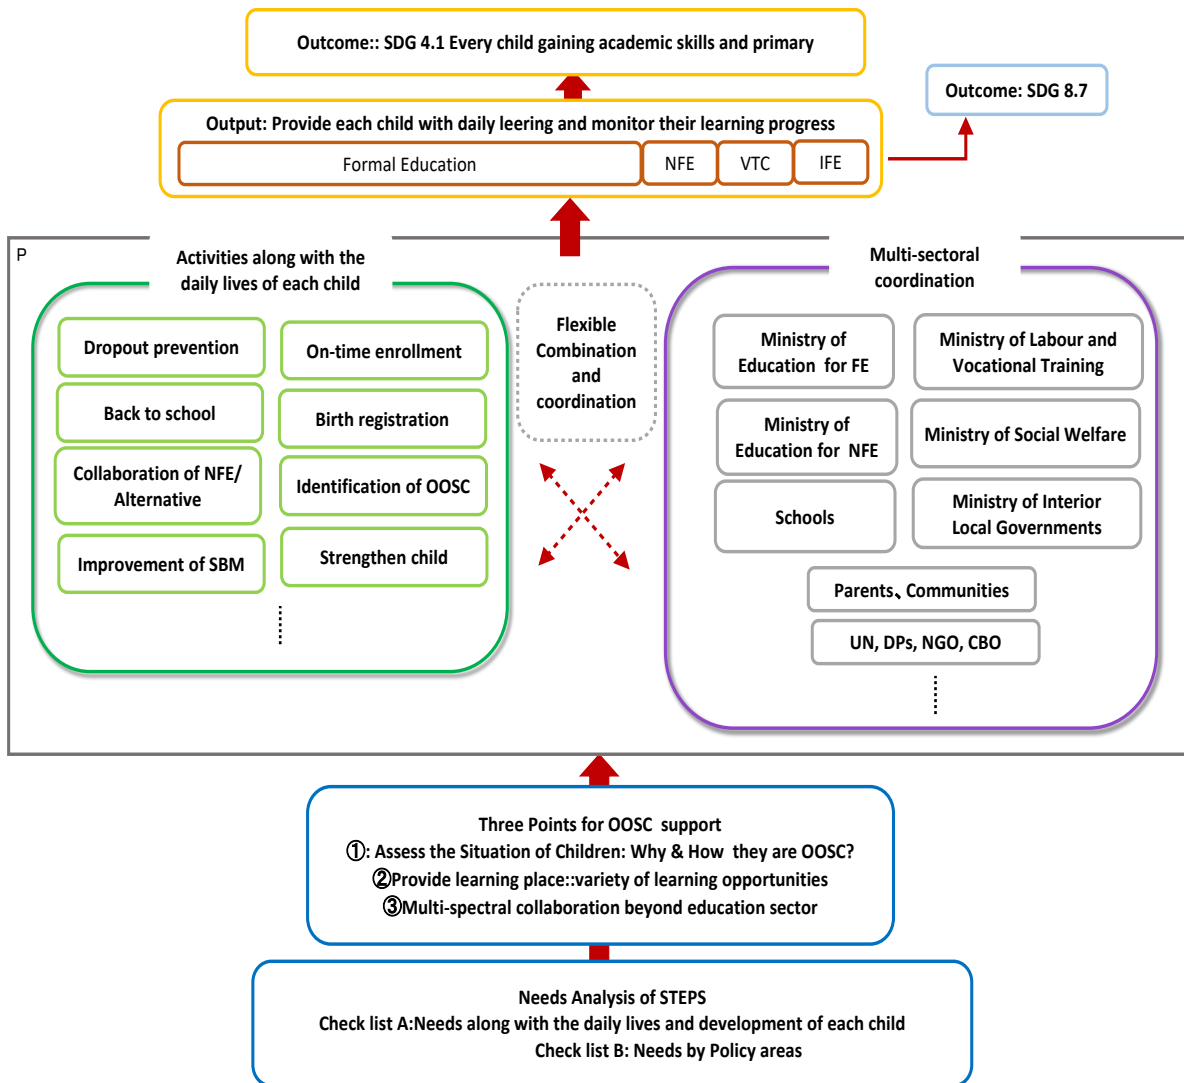 Outcome:: SDG 4.1 Every child gaining academic skills and primary
Outcome: SDG 8.7
Output: Provide each child with daily leering and monitor their learning progress
Formal Education
NFE
VTC
IFE
P
Activities along with the
daily lives of each child
Dropout prevention
On-time enrollment
Back to school
Birth registration
Collaboration of NFE/
Alternative
Identification of OOSC
Improvement of SBM
Strengthen child
Flexible
Combination
and
coordination
Multi-sectoral
coordination
Ministry of
Education for FE
Ministry of Labour and
Vocational Training
Ministry of
Education for NFE
Ministry of Social Welfare
Schools
Ministry of Interior
Local Governments
Parents、Communities
UN, DPs, NGO, CBO
Three Points for OOSC support
①: Assess the Situation of Children: Why & How they are OOSC?
②Provide learning place::variety of learning opportunities
③Multi-spectral collaboration beyond education sector
Needs Analysis of STEPS
Check list A:Needs along with the daily lives and development of each child
Check list B: Needs by Policy areas